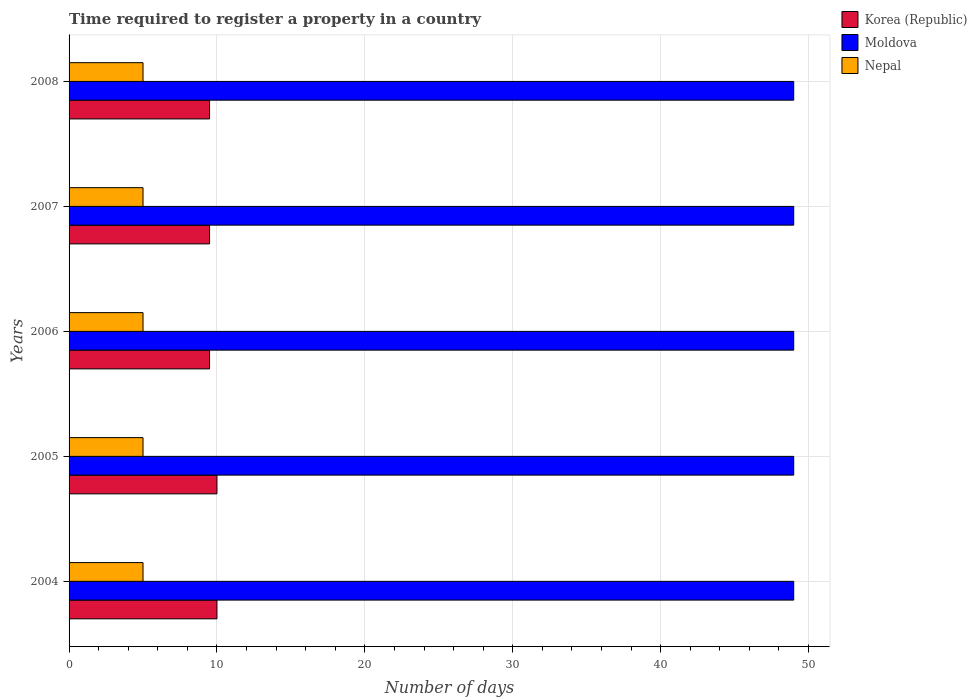 Time required to register a property in a country
Korea (Republic)
Moldova
Nepal
2008
2007
2006
2005
2004
Years
0
10
20
30
40
50
Number of days